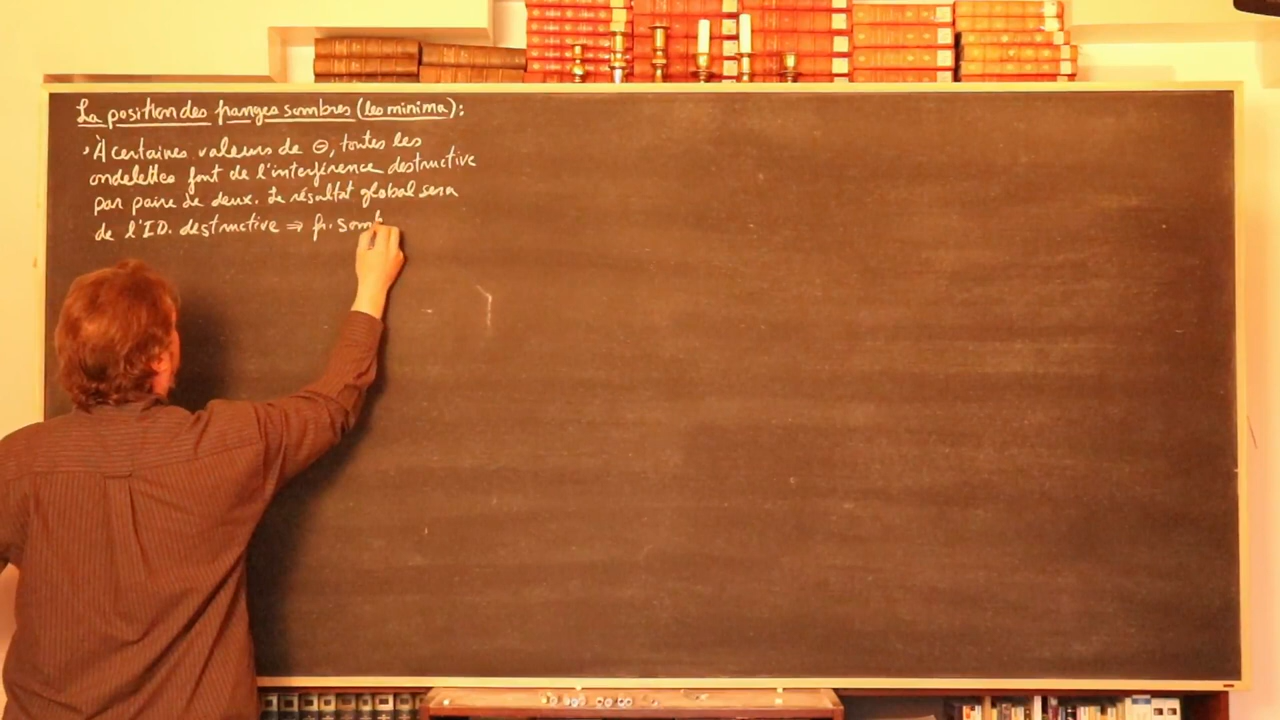 La position des franges sombres (les minima):
• À certaines valeurs de θ, toutes les
ondelettes font de l'interférence destructive
par paire de deux. Le résultat global sera
de l'I.D. destructive ⇒ fr. somb